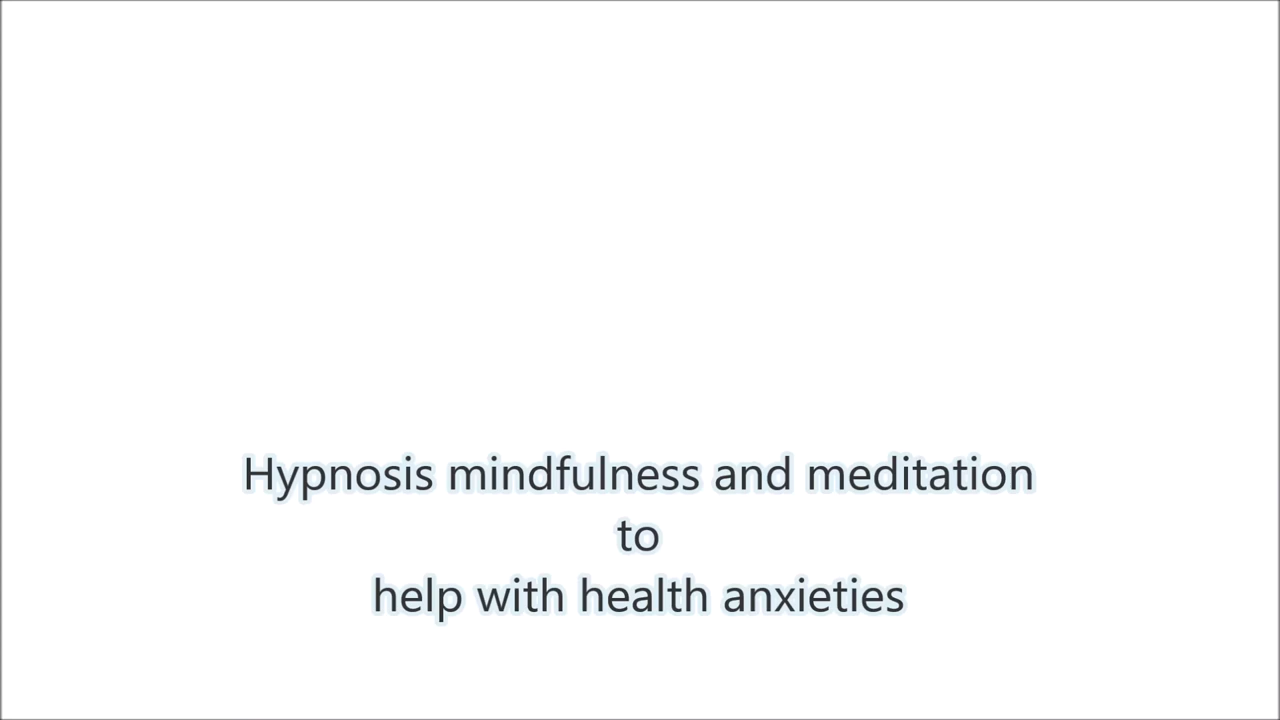 Hypnosis mindfulness and meditation
to
help with health anxieties